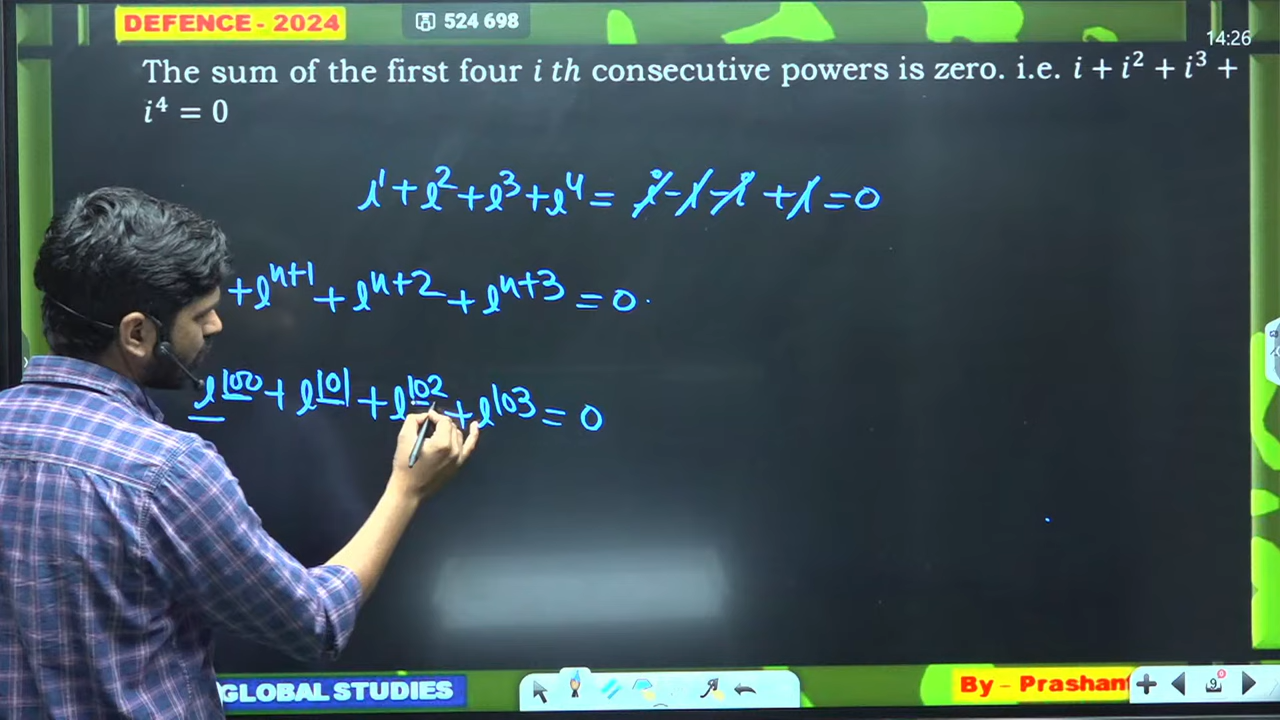 DEFENCE - 2024
524 698
14:26
The sum of the first four i th consecutive powers is zero. i.e. i + i² + i³ +
i⁴ = 0
i¹ + i² + i³ + i⁴ = i - 1 - i + 1 = 0
+ iⁿ⁺¹ + iⁿ⁺² + iⁿ⁺³ = 0.
i¹⁰⁰ + i¹⁰¹ + i¹⁰² + i¹⁰³ = 0
GLOBAL STUDIES
By - Prashant
9